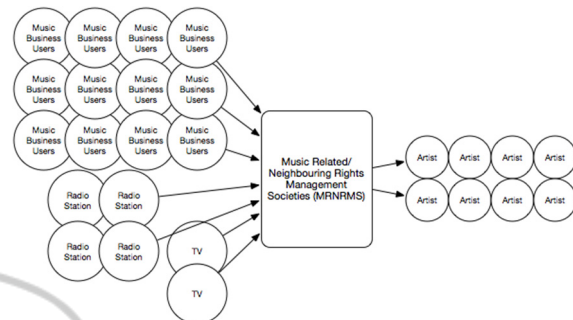 Music
Business
Users
Music
Business
Users
Music
Business
Users
Music
Business
Users
Music
Business
Users
Music
Business
Users
Music
Business
Users
Music
Business
Users
Music
Business
Users
Music
Business
Users
Music
Business
Users
Music
Business
Users
Radio
Station
Radio
Station
Radio
Station
Radio
Station
TV
TV
Music Related/
Neighbouring Rights
Management
Societies (MRNRMS)
Artist
Artist
Artist
Artist
Artist
Artist
Artist
Artist